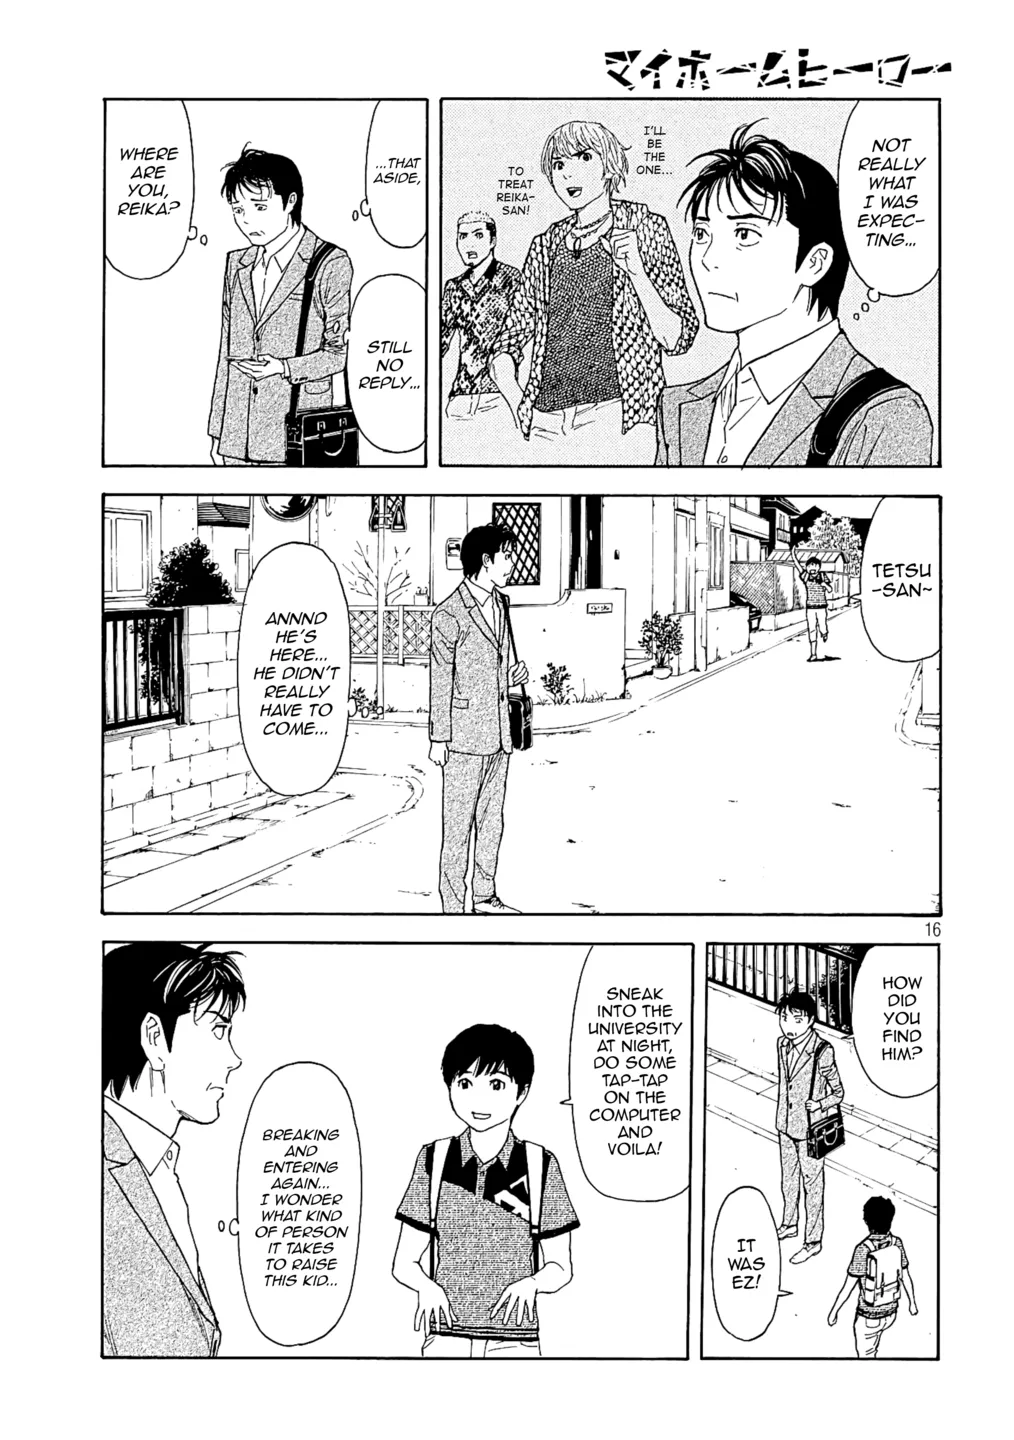 マイホームヒーロー
NOT
REALLY
WHAT
I WAS
EXPEC-
TING...
I'LL
BE
THE
ONE...
TO
TREAT
REIKA-
SAN!
...THAT
ASIDE,
STILL
NO
REPLY...
WHERE
ARE
YOU,
REIKA?
TETSU
-SAN~
ANNND
HE'S
HERE...
HE DIDN'T
REALLY
HAVE TO
COME...
16
HOW
DID
YOU
FIND
HIM?
IT
WAS
EZ!
SNEAK
INTO THE
UNIVERSITY
AT NIGHT,
DO SOME
TAP-TAP
ON THE
COMPUTER
AND
VOILA!
BREAKING
AND
ENTERING
AGAIN...
I WONDER
WHAT KIND
OF PERSON
IT TAKES
TO RAISE
THIS KID...